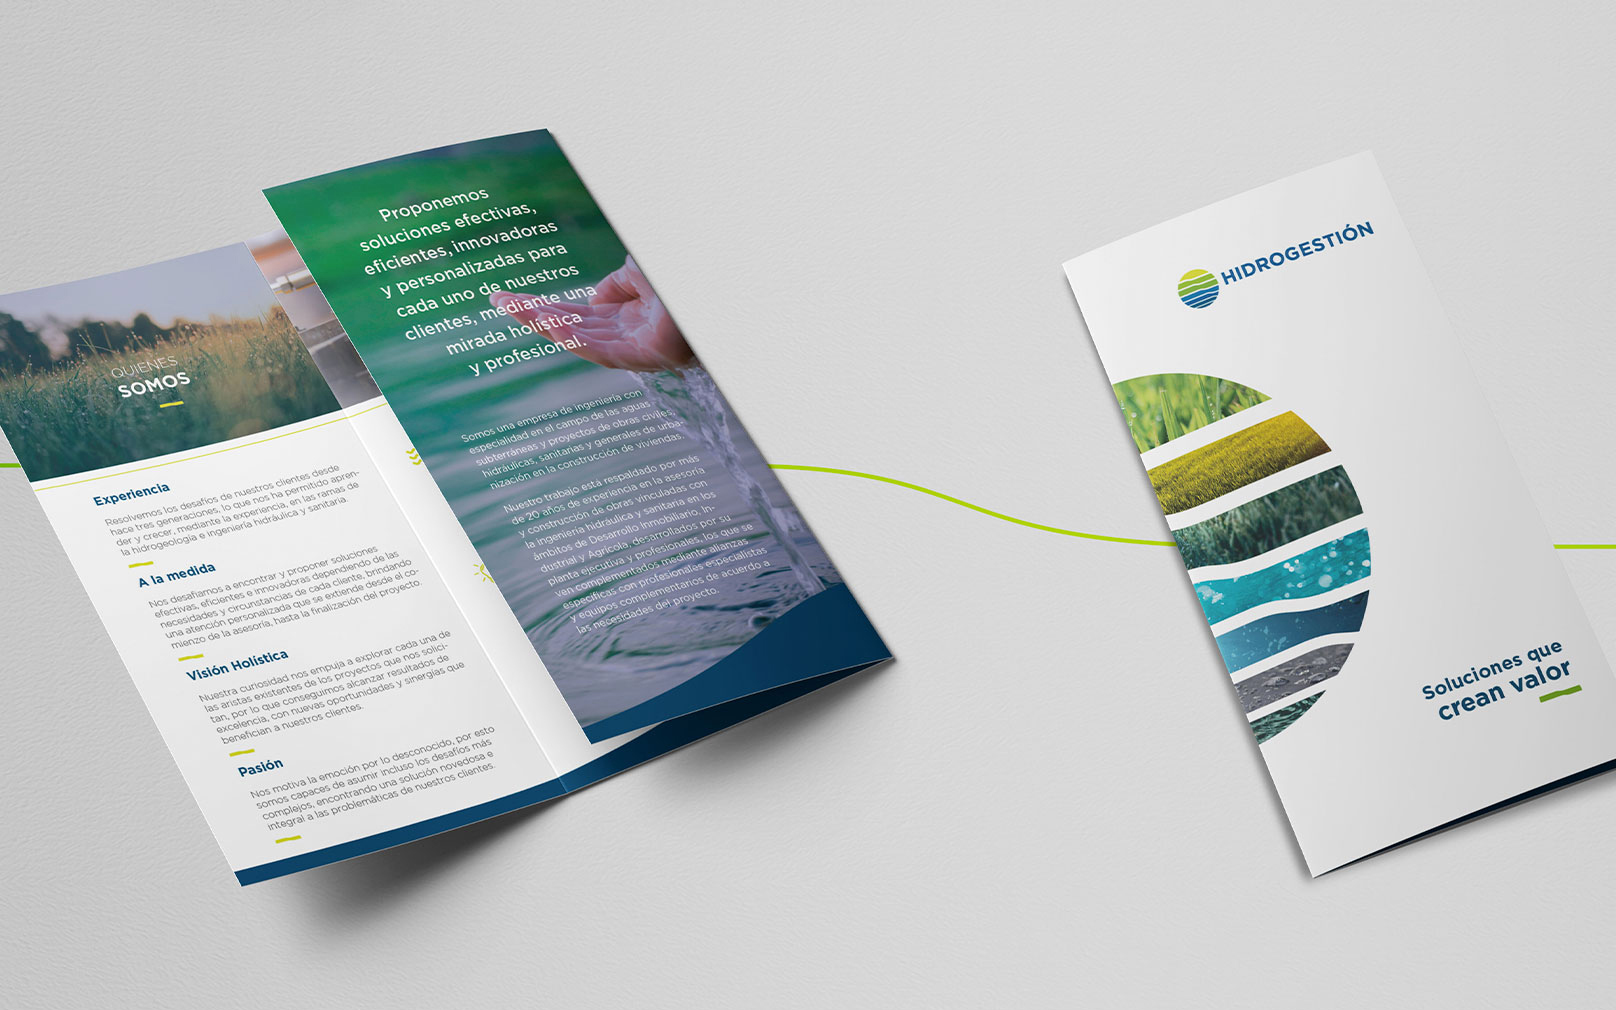 QUIENES
SOMOS
Experiencia
Resolvemos los desafíos de nuestros clientes desde
hace tres generaciones, lo que nos ha permitido apren-
der y crecer, mediante la experiencia, en las ramas de
la hidrogeología e ingeniería hidráulica y sanitaria.
A la medida
Nos desafiamos a encontrar y proponer soluciones
efectivas, eficientes e innovadoras dependiendo de las
necesidades y circunstancias de cada cliente, brindando
una atención personalizada que se extiende desde el co-
mienzo de la asesoría, hasta la finalización del proyecto.
Visión Holística
Nuestra curiosidad nos empuja a explorar cada una de
las aristas existentes de los proyectos que nos solici-
tan, por lo que conseguimos alcanzar resultados de
excelencia, con nuevas oportunidades y sinergias que
benefician a nuestros clientes.
Pasión
Nos motiva la emoción por lo desconocido, por esto
somos capaces de asumir incluso los desafíos más
complejos, encontrando una solución novedosa e
integral a las problemáticas de nuestros clientes.
Proponemos
soluciones efectivas,
eficientes, innovadoras
y personalizadas para
cada uno de nuestros
clientes, mediante una
mirada holística
y profesional.
Somos una empresa de ingeniería con
especialidad en el campo de las aguas
subterráneas y proyectos de obras civiles,
hidráulicas, sanitarias y generales de urba-
nización en la construcción de viviendas.
Nuestro trabajo está respaldado por más
de 20 años de experiencia en la asesoría
y construcción de obras vinculadas con
la ingeniería hidráulica y sanitaria en los
ámbitos de Desarrollo Inmobiliario, In-
dustrial y Agrícola, desarrollados por su
planta ejecutiva y profesionales, los que se
ven complementados mediante alianzas
específicas con profesionales especialistas
y equipos complementarios de acuerdo a
las necesidades del proyecto.
HIDROGESTIÓN
Soluciones que
crean valor